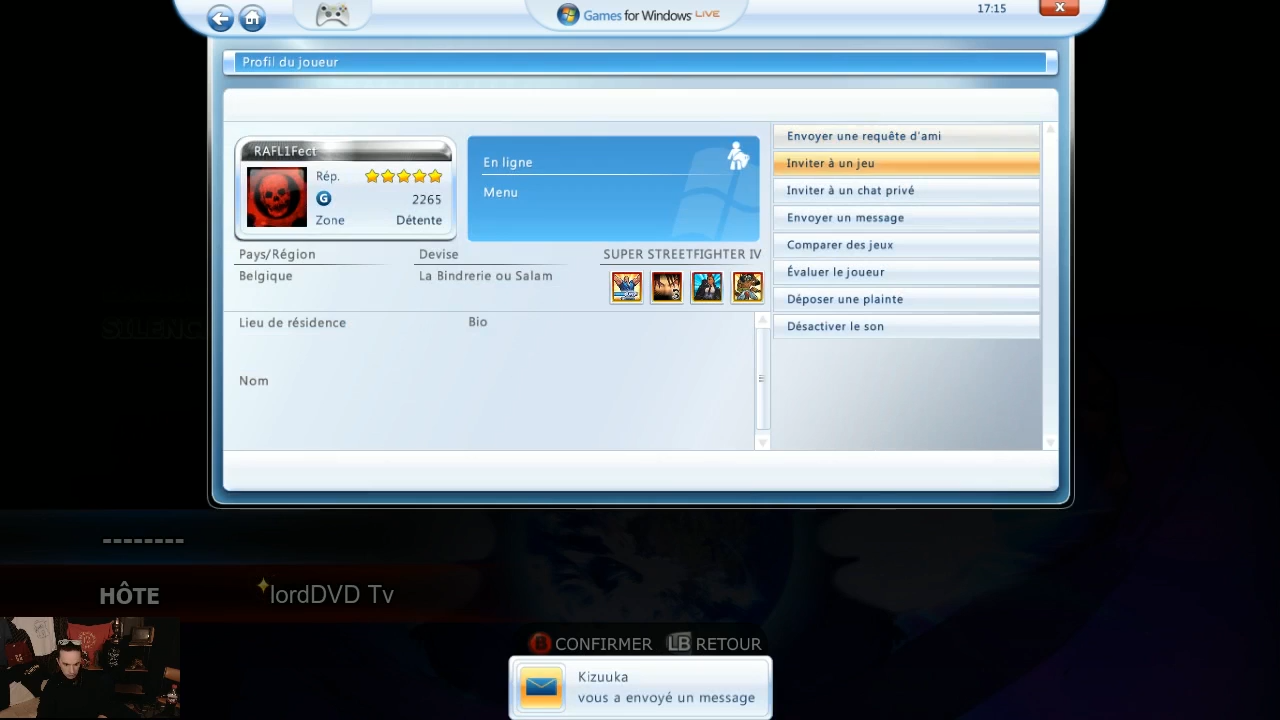 Games for Windows LIVE
17:15
Profil du joueur
RAFL1Fect
Rép.
G 2265
Zone Détente
En ligne
Menu
Pays/Région
Belgique
Devise
La Bindrerie ou Salam
SUPER STREETFIGHTER IV
Lieu de résidence
Bio
Nom
Envoyer une requête d'ami
Inviter à un jeu
Inviter à un chat privé
Envoyer un message
Comparer des jeux
Évaluer le joueur
Déposer une plainte
Désactiver le son
--------
HÔTE lordDVD Tv
B CONFIRMER LB RETOUR
Kizuuka
vous a envoyé un message